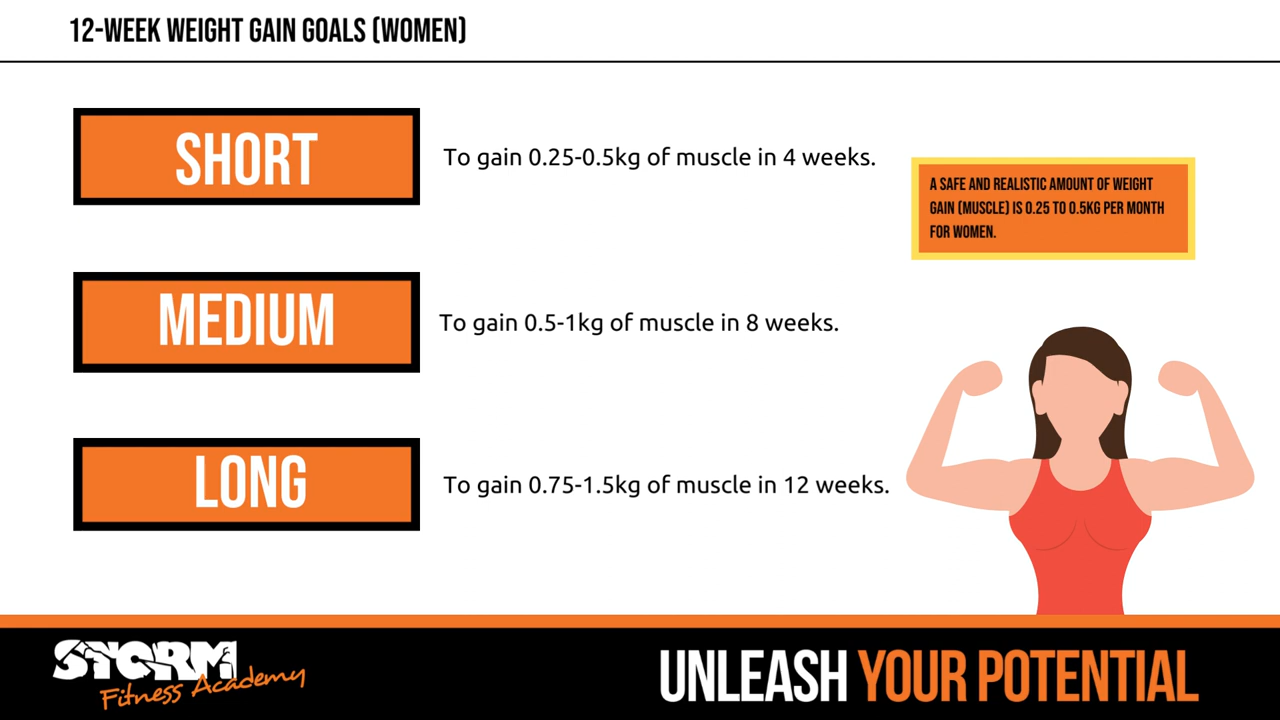 12-WEEK WEIGHT GAIN GOALS (WOMEN)
SHORT
To gain 0.25-0.5kg of muscle in 4 weeks.
A SAFE AND REALISTIC AMOUNT OF WEIGHT
GAIN (MUSCLE) IS 0.25 TO 0.5KG PER MONTH
FOR WOMEN.
MEDIUM
To gain 0.5-1kg of muscle in 8 weeks.
LONG
To gain 0.75-1.5kg of muscle in 12 weeks.
STORM
Fitness Academy
UNLEASH YOUR POTENTIAL